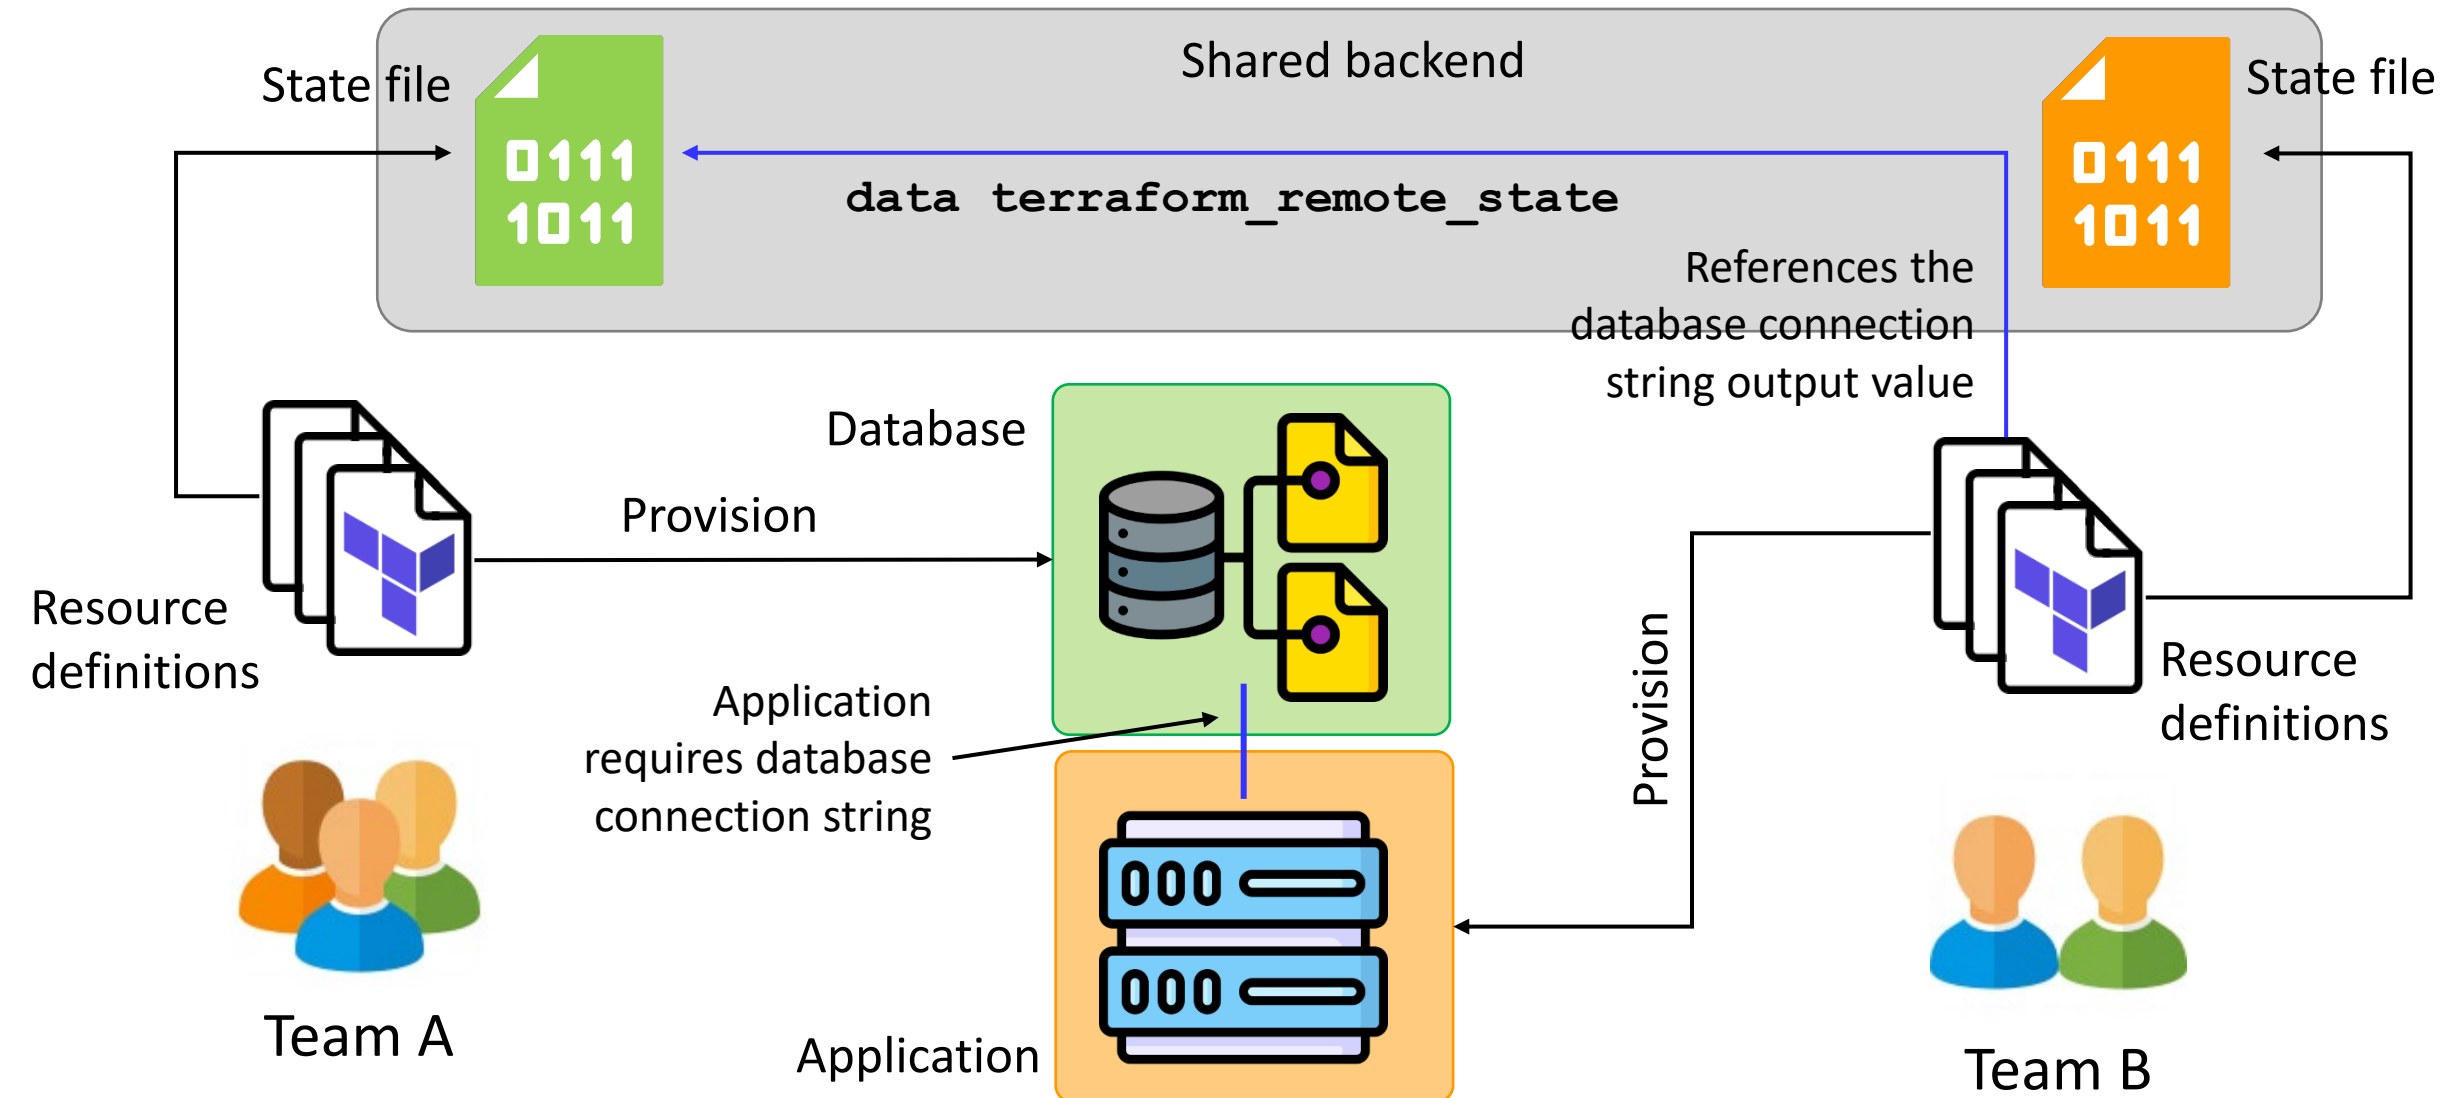 Shared backend
State file
State file
0111
1011
0111
1011
data terraform_remote_state
References the
database connection
string output value
Database
Provision
Resource
definitions
Application
requires database
connection string
Provision
Resource
definitions
Team A
Application
Team B